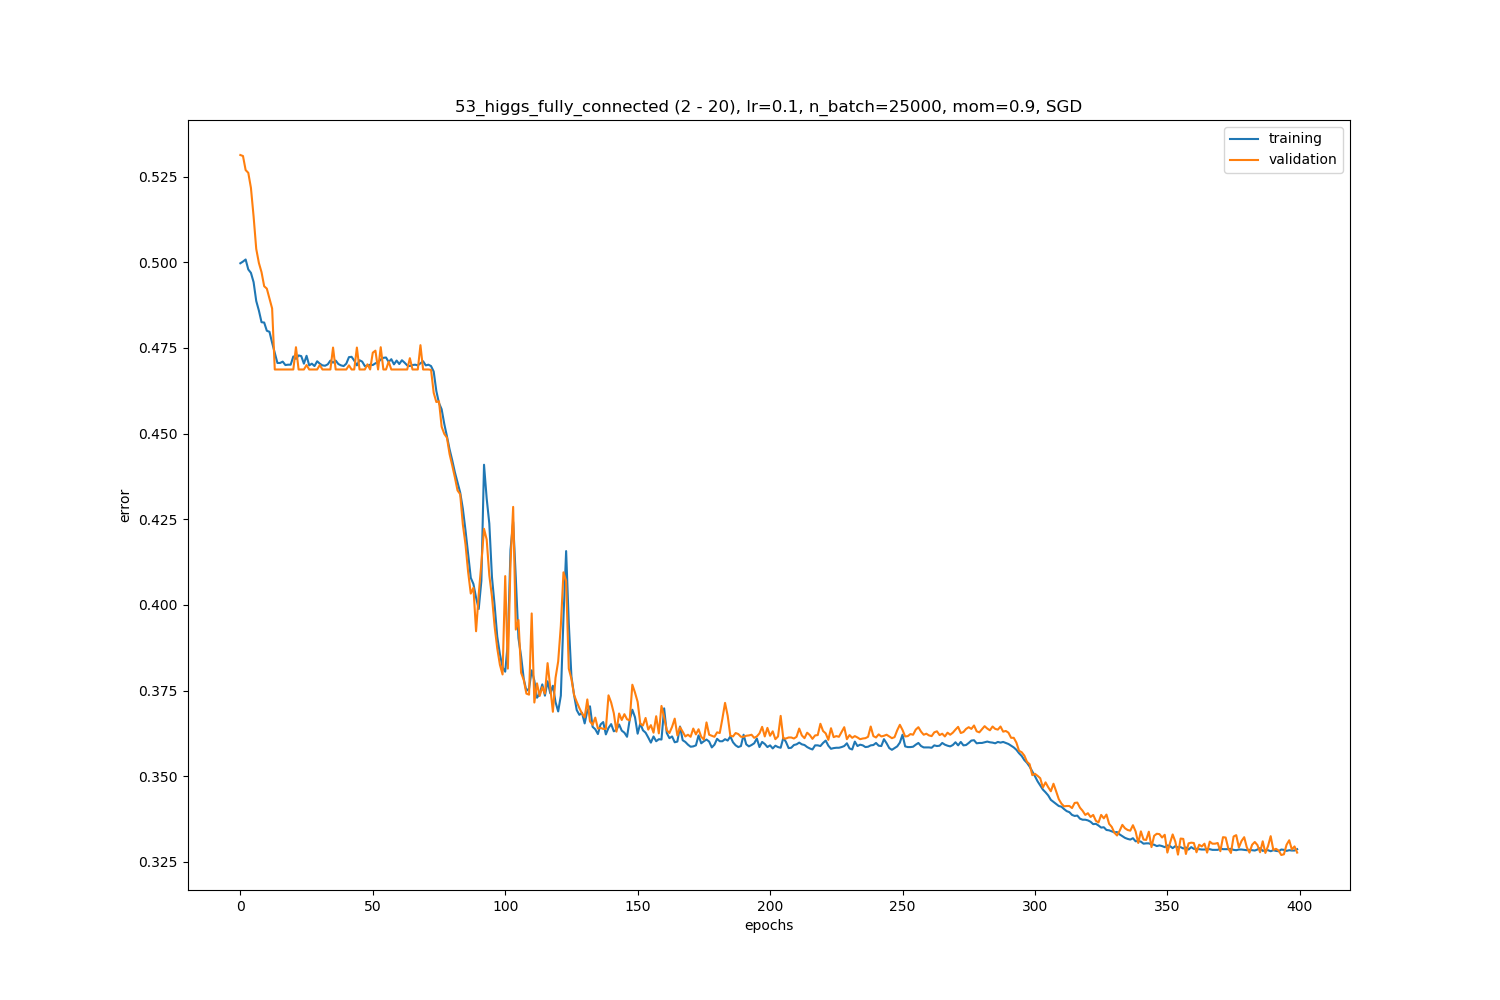 53_higgs_fully_connected (2 - 20), lr=0.1, n_batch=25000, mom=0.9, SGD
training
validation
0.525
0.500
0.475
0.450
0.425
0.400
0.375
0.350
0.325
error
0 50 100 150 200 250 300 350 400
epochs